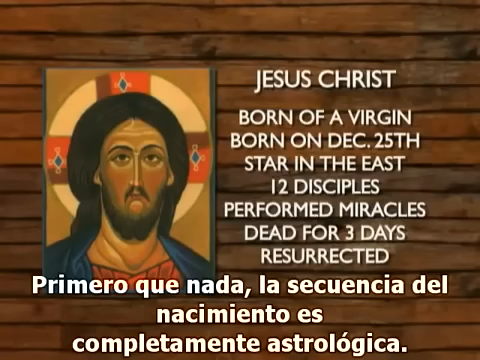 JESUS CHRIST
BORN OF A VIRGIN
BORN ON DEC. 25TH
STAR IN THE EAST
12 DISCIPLES
PERFORMED MIRACLES
DEAD FOR 3 DAYS
RESURRECTED
Primero que nada, la secuencia del
nacimiento es
completamente astrológica.